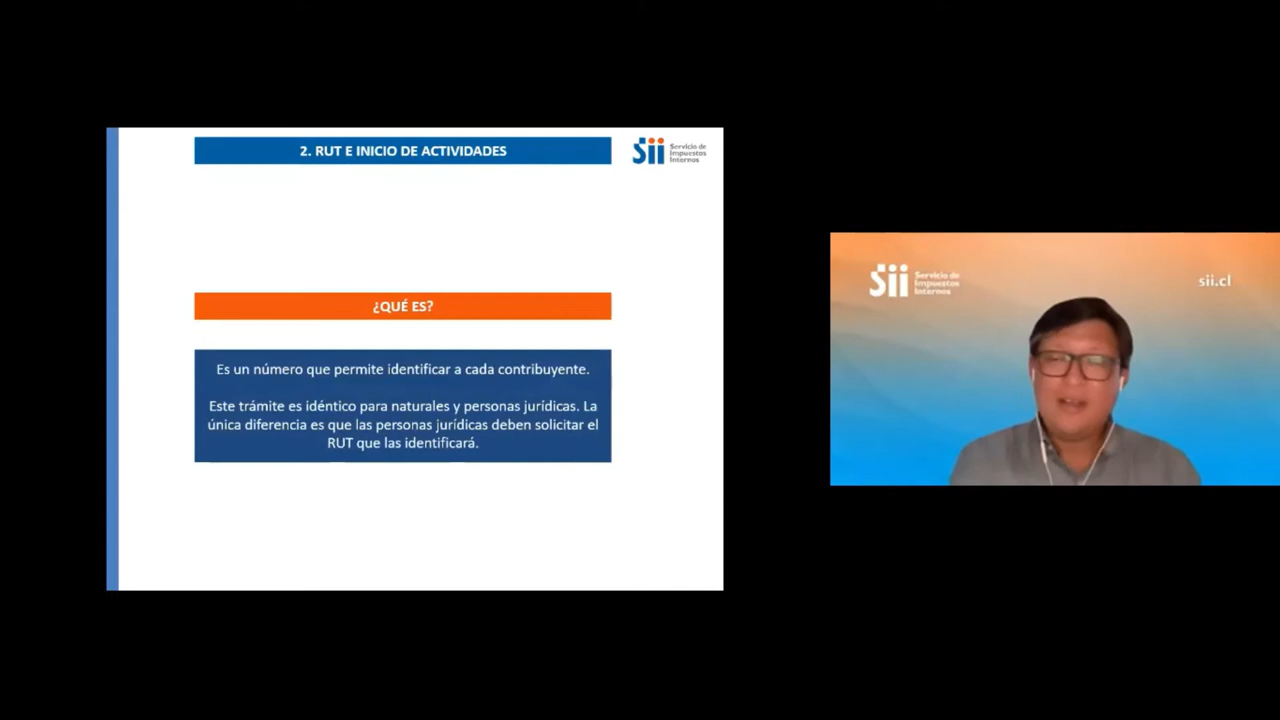 2. RUT E INICIO DE ACTIVIDADES
sii Servicio de
Impuestos
Internos
¿QUÉ ES?
Es un número que permite identificar a cada contribuyente.
Este trámite es idéntico para naturales y personas jurídicas. La
única diferencia es que las personas jurídicas deben solicitar el
RUT que las identificará.
sii Servicio de
Impuestos
Internos
sii.cl